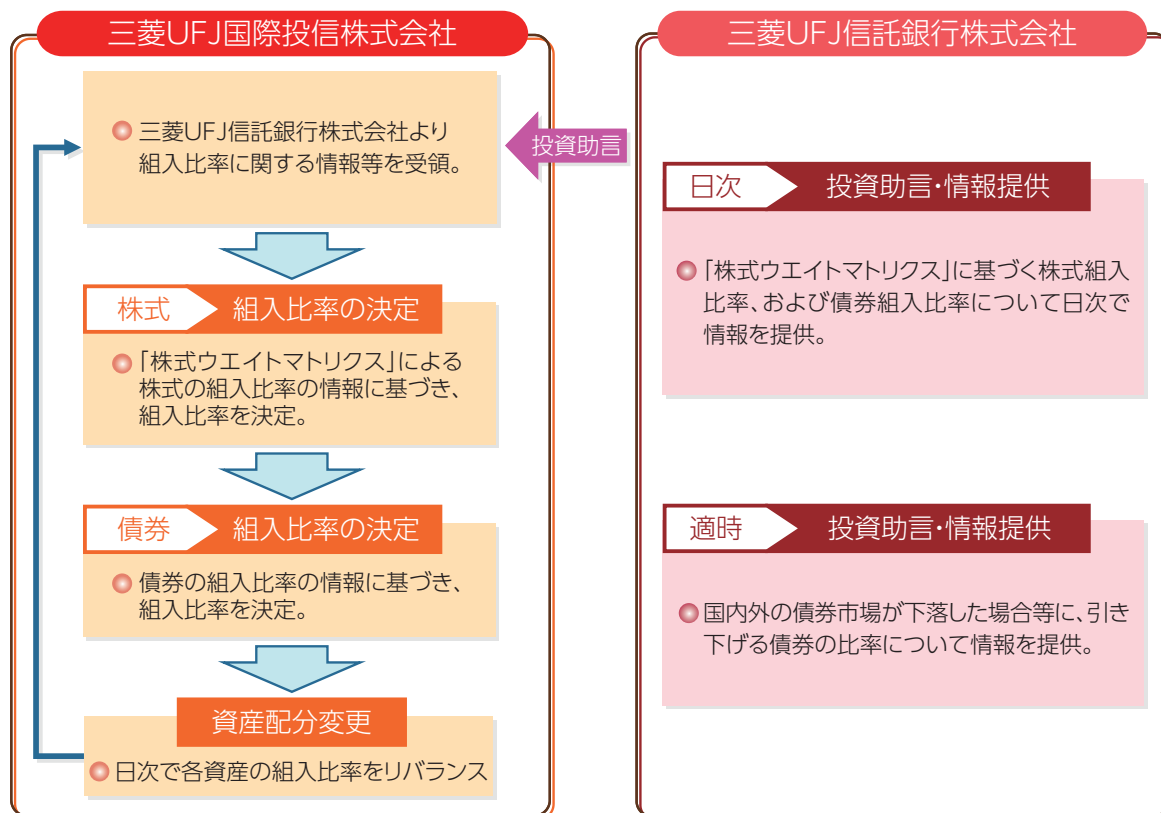 三菱UFJ国際投信株式会社
三菱UFJ信託銀行株式会社より
組入比率に関する情報等を受領。
株式
組入比率の決定
「株式ウエイトマトリクス」による
株式の組入比率の情報に基づき、
組入比率を決定。
債券
組入比率の決定
債券の組入比率の情報に基づき、
組入比率を決定。
資産配分変更
日次で各資産の組入比率をリバランス
投資助言
三菱UFJ信託銀行株式会社
日次
投資助言・情報提供
「株式ウエイトマトリクス」に基づく株式組入
比率、および債券組入比率について日次で
情報を提供。
適時
投資助言・情報提供
国内外の債券市場が下落した場合等に、引き
下げる債券の比率について情報を提供。